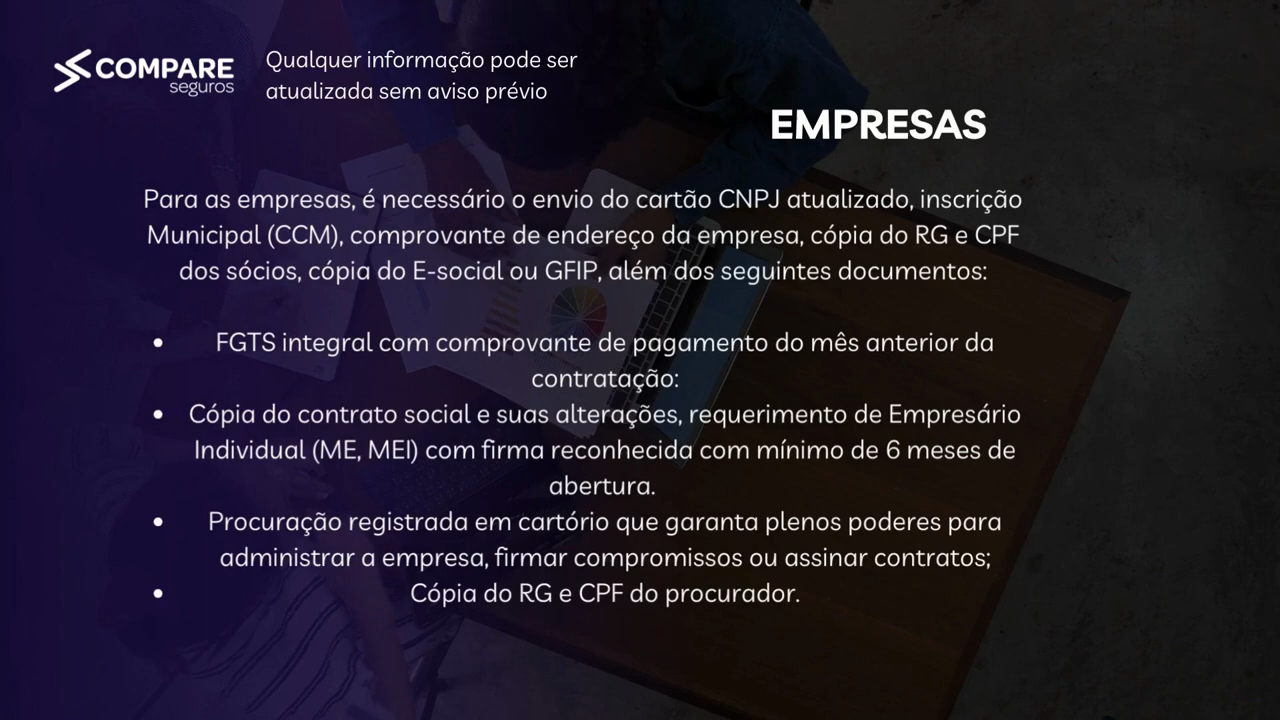 COMPARE
seguros
Qualquer informação pode ser
atualizada sem aviso prévio
EMPRESAS
Para as empresas, é necessário o envio do cartão CNPJ atualizado, inscrição
Municipal (CCM), comprovante de endereço da empresa, cópia do RG e CPF
dos sócios, cópia do E-social ou GFIP, além dos seguintes documentos:
• FGTS integral com comprovante de pagamento do mês anterior da
contratação:
• Cópia do contrato social e suas alterações, requerimento de Empresário
Individual (ME, MEI) com firma reconhecida com mínimo de 6 meses de
abertura.
• Procuração registrada em cartório que garanta plenos poderes para
administrar a empresa, firmar compromissos ou assinar contratos;
• Cópia do RG e CPF do procurador.